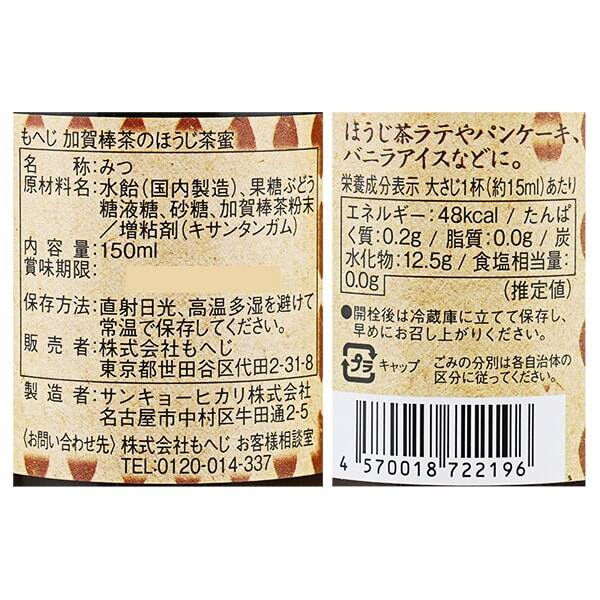 もへじ 加賀棒茶のほうじ茶蜜
名称:みつ
原材料名:水飴(国内製造)、果糖ぶどう
糖液糖、砂糖、加賀棒茶粉末
/増粘剤(キサンタンガム)
内容量:150ml
賞味期限:
保存方法:直射日光、高温多湿を避けて
常温で保存してください。
販売者:株式会社もへじ
東京都世田谷区代田2-31-8
製造者:サンキョーヒカリ株式会社
名古屋市中村区牛田通2-5
〈お問い合わせ先〉株式会社もへじ お客様相談室
TEL:0120-014-337
ほうじ茶ラテやパンケーキ、
バニラアイスなどに。
栄養成分表示 大さじ1杯(約15ml)あたり
エネルギー:48kcal/たんぱ
く質:0.2g/脂質:0.0g/炭
水化物:12.5g/食塩相当量:
0.0g
(推定値)
●開栓後は冷蔵庫に立てて保存し、
早めにお召し上がりください。
プラ キャップ
ごみの分別は各自治体の
区分に従ってください。
4 570018 722196